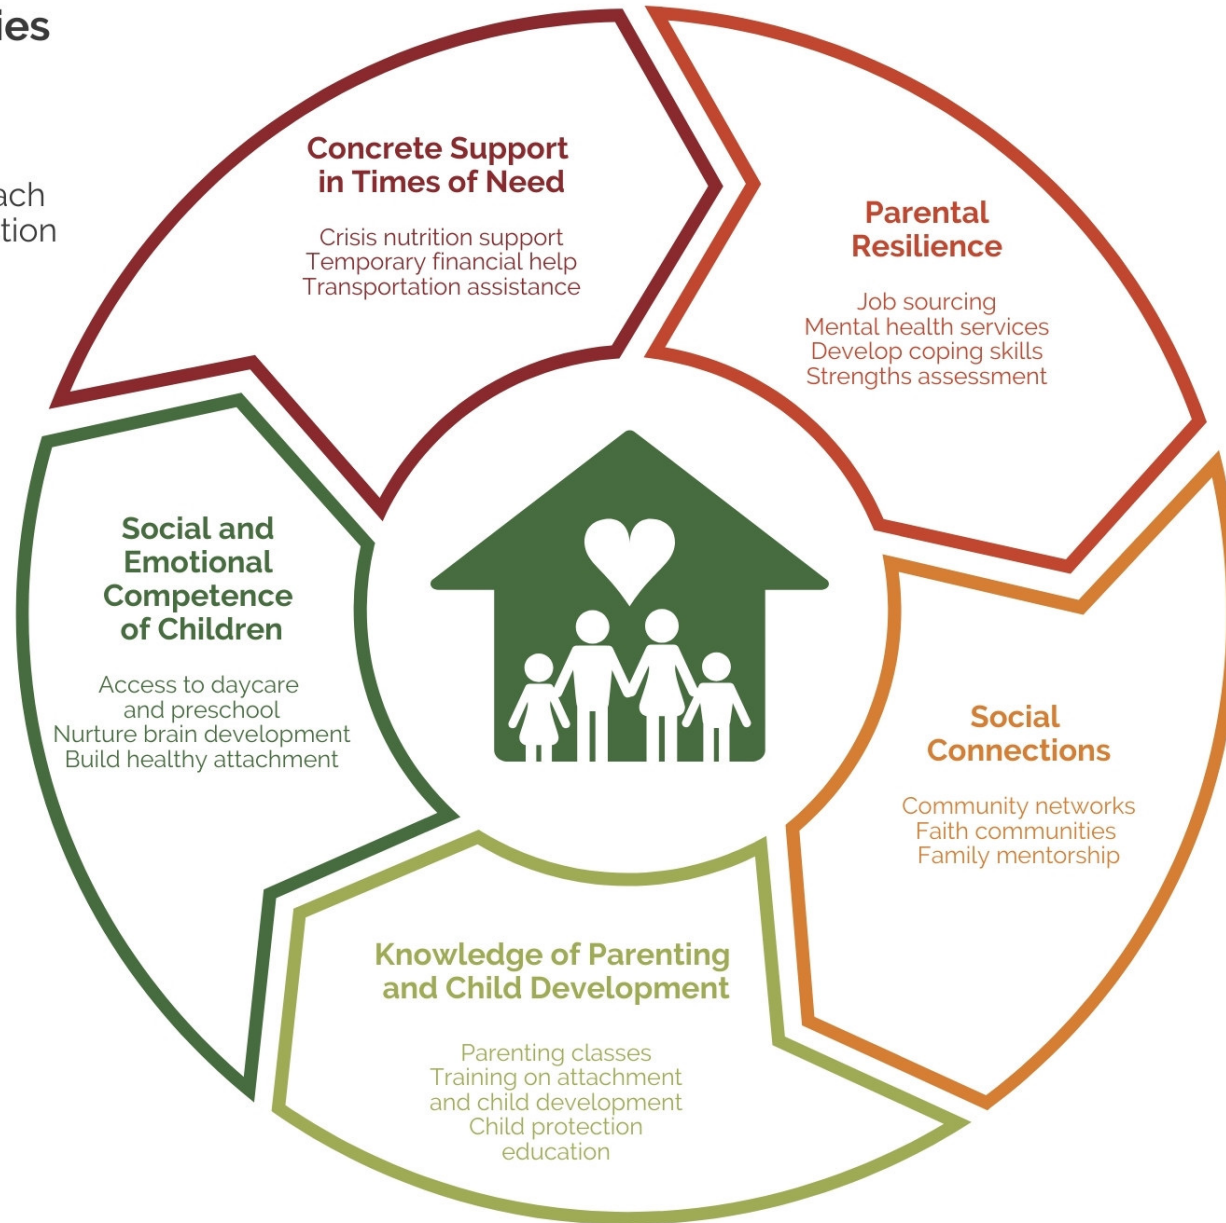 ies
ach
tion
Concrete Support
in Times of Need
Crisis nutrition support
Temporary financial help
Transportation assistance
Parental
Resilience
Job sourcing
Mental health services
Develop coping skills
Strengths assessment
Social
Connections
Community networks
Faith communities
Family mentorship
Knowledge of Parenting
and Child Development
Parenting classes
Training on attachment
and child development
Child protection
education
Social and
Emotional
Competence
of Children
Access to daycare
and preschool
Nurture brain development
Build healthy attachment